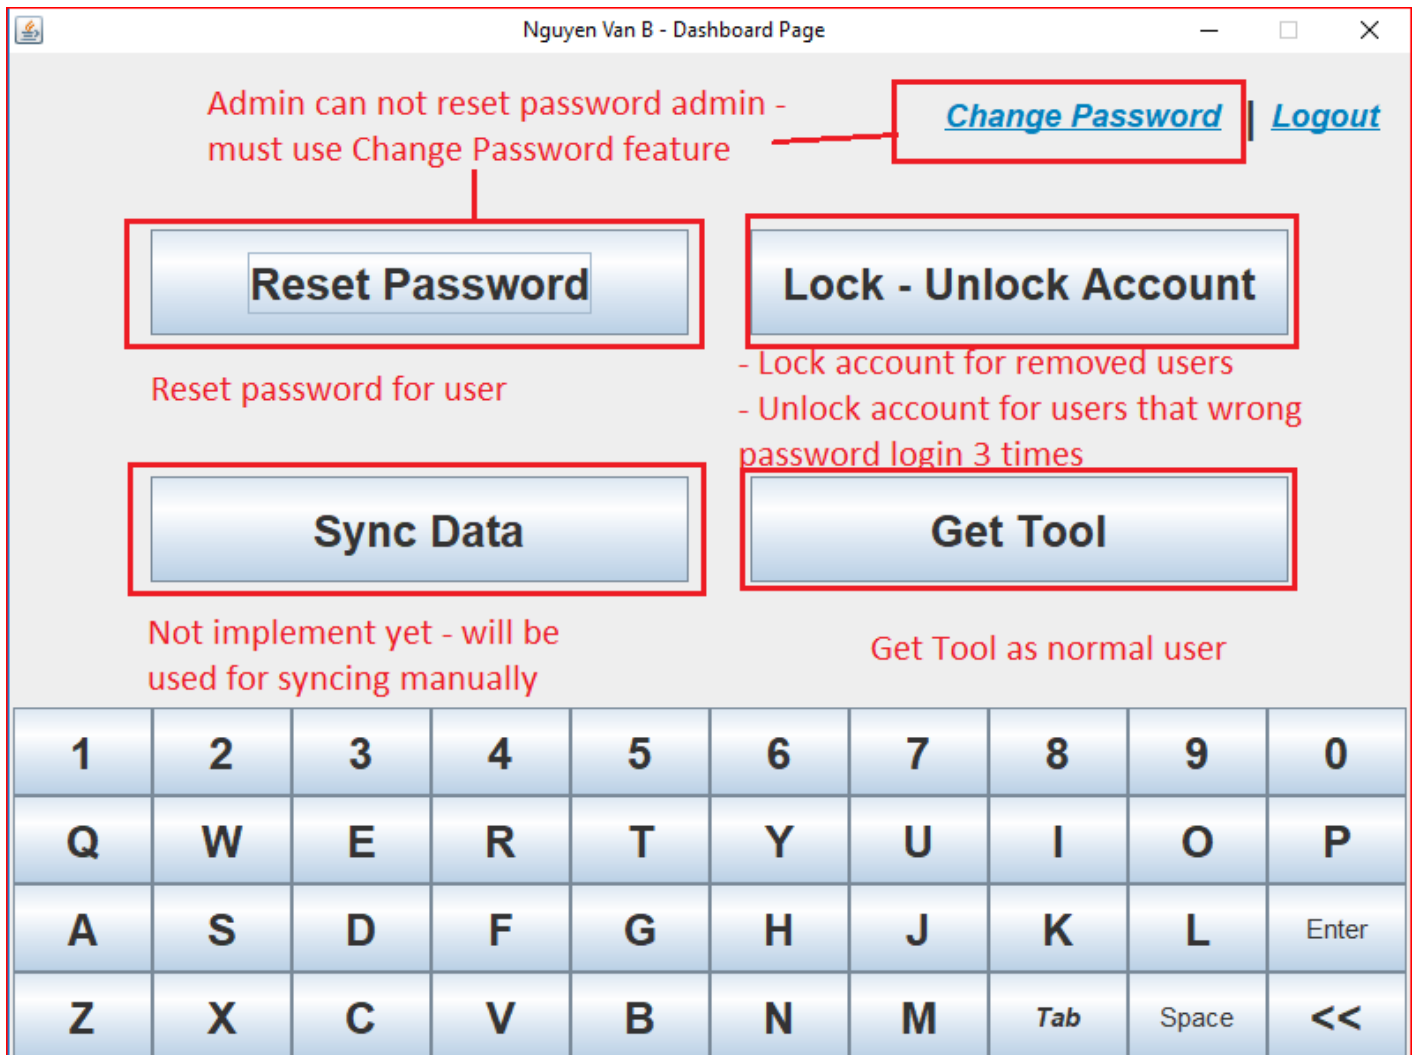 Nguyen Van B - Dashboard Page
Admin can not reset password admin -
must use Change Password feature
Change Password | Logout
Reset Password
Lock - Unlock Account
Reset password for user
- Lock account for removed users
- Unlock account for users that wrong
password login 3 times
Sync Data
Get Tool
Not implement yet - will be
used for syncing manually
Get Tool as normal user
1 2 3 4 5 6 7 8 9 0
Q W E R T Y U I O P
A S D F G H J K L Enter
Z X C V B N M Tab Space <<